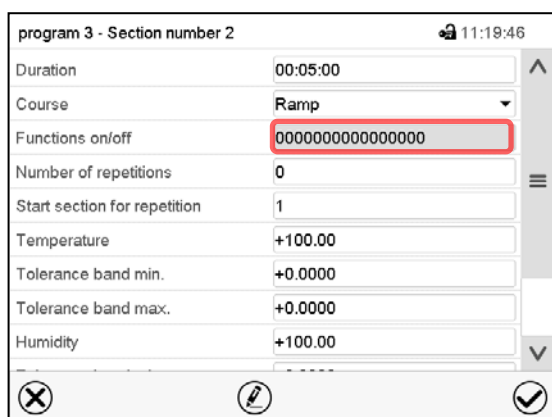 program 3 - Section number 2 11:19:46
Duration 00:05:00
Course Ramp
Functions on/off 0000000000000000
Number of repetitions 0
Start section for repetition 1
Temperature +100.00
Tolerance band min. +0.0000
Tolerance band max. +0.0000
Humidity +100.00